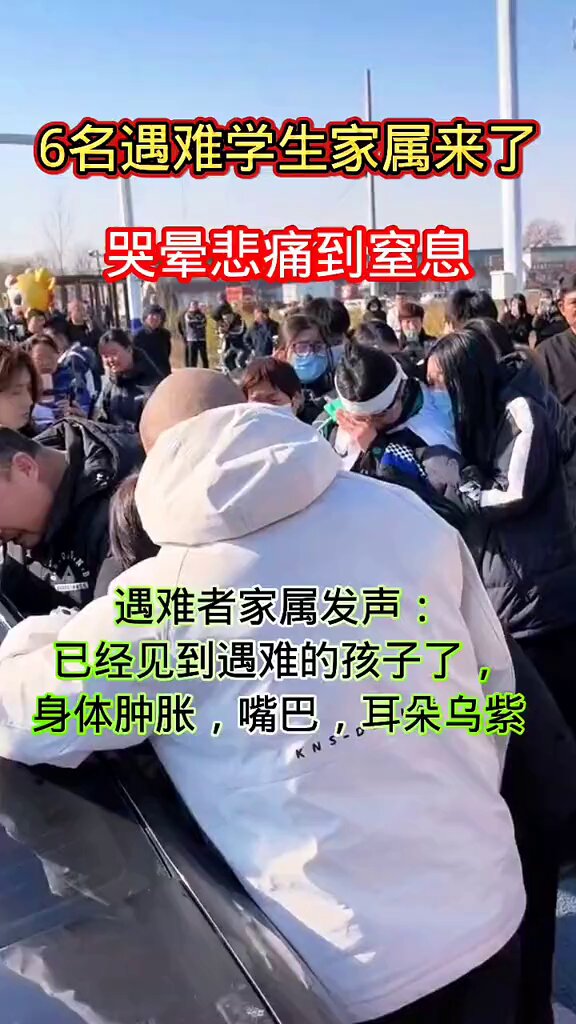 6名遇难学生家属来了
哭晕悲痛到窒息
遇难者家属发声：
已经见到遇难的孩子了，
身体肿胀，嘴巴，耳朵乌紫
KNS-D